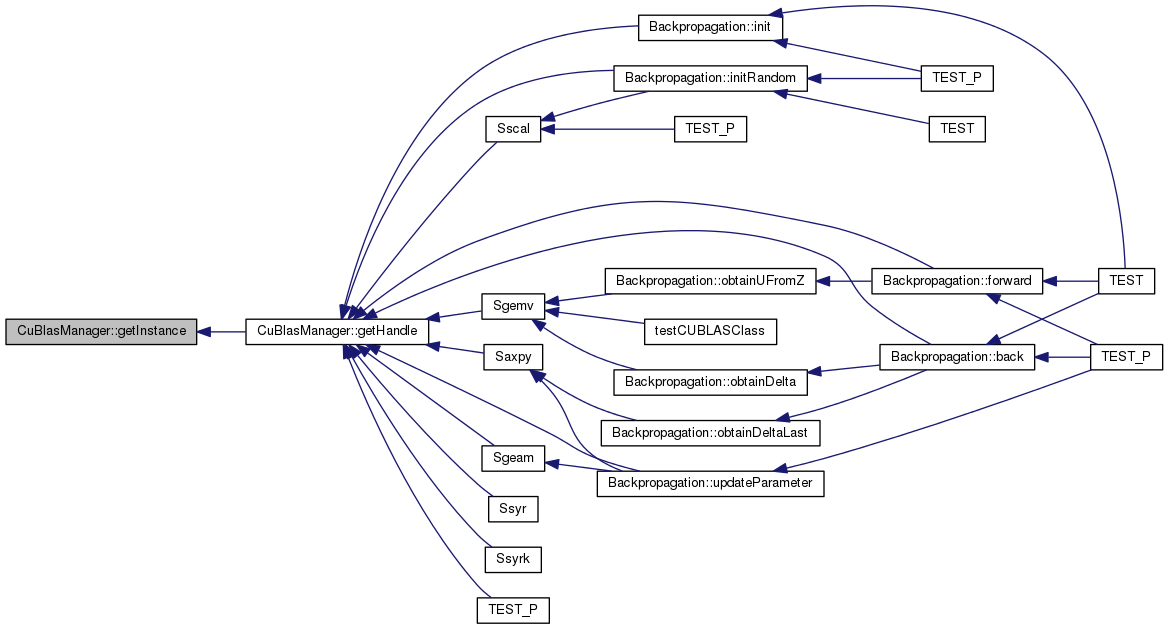 Backpropagation::init
Backpropagation::initRandom
TEST_P
Sscal
TEST_P
TEST
Backpropagation::obtainUFromZ
Backpropagation::forward
TEST
Sgemv
CuBlasManager::getInstance
CuBlasManager::getHandle
testCUBLASClass
Saxpy
Backpropagation::back
TEST_P
Backpropagation::obtainDelta
Backpropagation::obtainDeltaLast
Sgeam
Backpropagation::updateParameter
Ssyr
Ssyrk
TEST_P